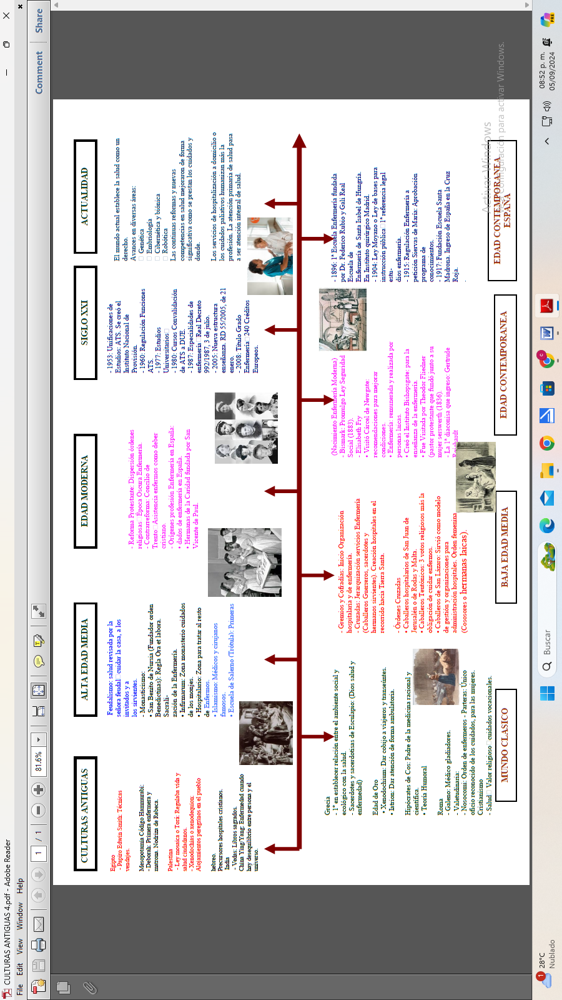 CULTURAS ANTIGUAS 4.pdf - Adobe Reader
File Edit View Window Help
1 / 1
81.6%
Comment
Share
CULTURAS ANTIGUAS
Egipto
- Papiro Edwin Smith: Técnicas
vendajes.
Mesopotamia Código Hammurabi:
- Deborah: Primera enfermera y
matrona. Nodriza de Rebeca.
Palestina
- Ley mosaica o Torá: Regulaba vida y
salud ciudadanos.
- Xenodochias o xenodequion:
Alojamientos peregrinos en el pueblo
hebreo.
Precursores hospitales cristianos.
India
- Vedas: Libros sagrados.
China Ying/Yang: Enfermedad cuando
hay desequilibrio entre persona y el
universo.
ALTA EDAD MEDIA
Feudalismo: salud revisada por la
señora feudal□cuidar la casa, a los
invitados y a
los sirvientes.
- Monasticismo:
• San Benito de Nursia (Fundador orden
Benedictinas): Regla Ora et labora.
Sacrali-
zación de la Enfermería.
• Infirmarum: Zona monasterio cuidados
de los monjes.
• Hospitalario: Zona para tratar al resto
de Enfermos.
• Islamismo: Médicos y cirujanos
famosos.
• Escuela de Salerno (Trótula): Primeras
EDAD MODERNA
- Reforma Protestante: Dispersión órdenes
religiosas□Época Oscura Enfermería.
- Contrarreforma: Concilio de
Trento□Asistencia enfermos como deber
cristiano.
- Orígenes profesión Enfermería en España:
• dados de enfermería en España.
• Hermanas de la Caridad fundada por San
Vicente de Paul.
SIGLO XXI
- 1953: Unificaciones de
Estudios: ATS. Se creó el
Instituto Nacional de
Provisión.
- 1960: Regulación Funciones
ATS.
- 1977: Estudios
Universitarios□
- 1980: Cursos Convalidación
de ATS a DUE.
- 1987: Especialidades de
enfermería□Real Decreto
992/1987, 3 de julio.
- 2005: Nueva estructura
enseñanza. RD 55/2005, de 21
enero.
- 2008: Título Grado
Enfermería□240 Créditos
Europeos.
ACTUALIDAD
El mundo actual establece la salud como un
derecho.
Avances en diversas áreas:
□ Genética
□ Embriología
□ Cibernética y biónica
□ Robótica
Las continuas reformas y nuevas
competencias en salud mejoraron de forma
significativa como se prestan los cuidados y
donde.
Los servicios de hospitalización a domicilio o
los cuidados paliativos humanizan más la
profesión. La atención primaria de salud pasa
a ser atención integral de salud.
Grecia
- 1º en establecer relación entre el ambiente social y
ecológico con la salud.
- Sacerdotes y sacerdotisas de Esculapio: (Dios salud y
enfermedad)
Edad de Oro
• Xenodochium: Dar cobijo a viajeros y transeúntes.
• Iatrion: Dar atención de forma ambulatoria.
Hipócrates de Cos: Padre de la medicina racional y
científica.
• Teoría Humoral
Roma
- Galeno: Médico gladiadores.
- Valetudinaria:
- Nosocomi: Orden de enfermeros - Parteras: Único
oficio reconocido de los cuidados, para las mujeres.
Cristianismo
- Salud□Valor religioso□cuidados vocacionales.
MUNDO CLASICO
- Gremios y Cofradías: Inicio Organización
hospitalaria y de enfermería.
- Cruzadas: Jerarquización servicios Enfermería
(Caballeros Guerreros, sacerdotes y
hermanos sirvientes). Creación hospitales en el
recorrido hacia Tierra Santa.
- Órdenes Cruzadas
• Caballeros hospitalarios de San Juan de
Jerusalén o de Rodas y Malta.
• Caballeros Teutónicos: 3 votos religiosos más la
obligación de cuidar enfermos.
• Caballeros de San Lázaro: Sirvió como modelo
de gestión y organizaciones para
administración hospitales. Orden femenina
(Cososores o hermanas laicas).
BAJA EDAD MEDIA
(Nacimiento Enfermería Moderna)
- Bismark: Promulgo Ley Seguridad
Social (1883).
- Elisabeth Fry
• Visitó Cárcel de Newgate:
recomendaciones para mejorar
condiciones.
• Enfermería: remunerada y realizada por
personas laicas.
• Creó el Instituto Bishopsgate: para la
enseñanza de la enfermería.
• Fue Visitada por Theodor Fliedner
(pastor protestante que fundó junto a su
mujer serswerth (1836).
- La 1ª diaconisa que ingreso: Gertrude
EDAD CONTEMPORANEA
- 1896: 1ª Escuela Enfermería fundada
por Dr. Federico Rubio y Galí Real
Escuela de
Enfermería de Santa Isabel de Hungría.
En Instituto quirúrgico Madrid.
- 1904: Ley Moyano o Ley de bases para
instrucción pública□1ª referencia legal
estu-
dios enfermería.
- 1915: Regulación Enfermería a
petición Siervas de María: Aprobación
programa de
conocimientos.
- 1917: Fundación Escuela Santa
Madrona. Ingreso de España en la Cruz
Roja.
.
EDAD CONTEMPORANEA
ESPAÑA
Activar Windows
Configuración para activar Windows.
1
28°C
Nublado
Buscar
PRE
08:52 p. m.
05/09/2024